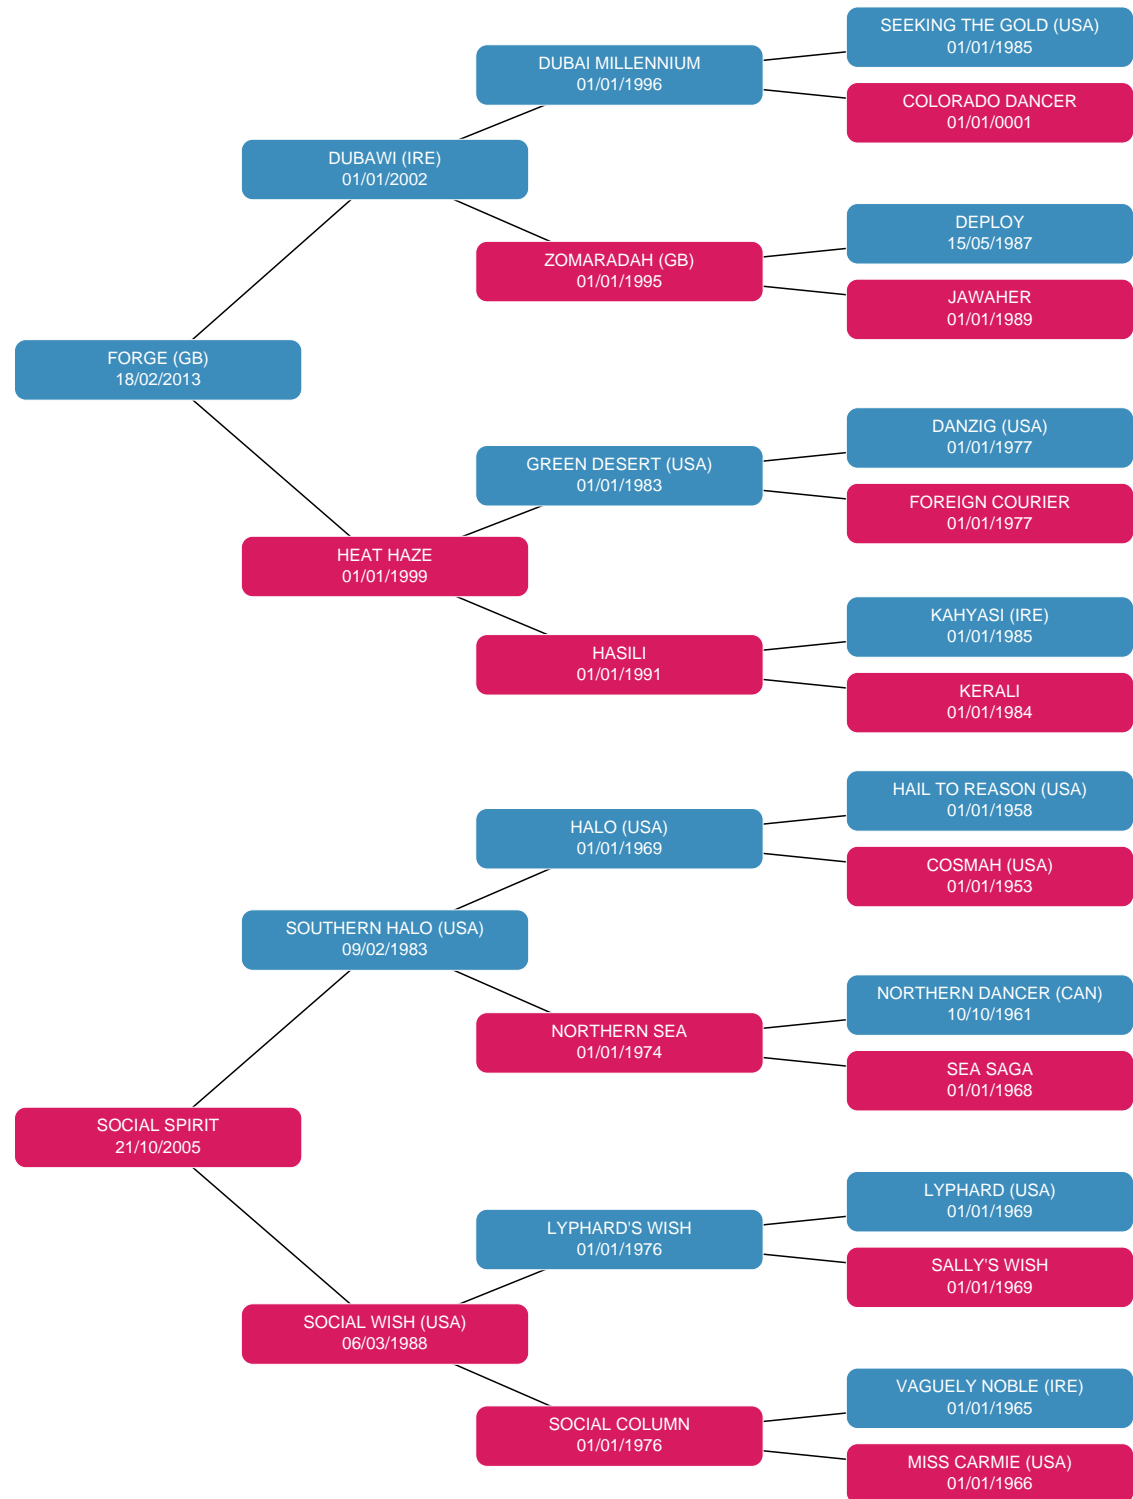 SEEKING THE GOLD (USA)
01/01/1985
DUBAI MILLENNIUM
01/01/1996
COLORADO DANCER
01/01/0001
DUBAWI (IRE)
01/01/2002
DEPLOY
15/05/1987
ZOMARADAH (GB)
01/01/1995
JAWAHER
01/01/1989
FORGE (GB)
18/02/2013
DANZIG (USA)
01/01/1977
GREEN DESERT (USA)
01/01/1983
FOREIGN COURIER
01/01/1977
HEAT HAZE
01/01/1999
KAHYASI (IRE)
01/01/1985
HASILI
01/01/1991
KERALI
01/01/1984
HAIL TO REASON (USA)
01/01/1958
HALO (USA)
01/01/1969
COSMAH (USA)
01/01/1953
SOUTHERN HALO (USA)
09/02/1983
NORTHERN DANCER (CAN)
10/10/1961
NORTHERN SEA
01/01/1974
SEA SAGA
01/01/1968
SOCIAL SPIRIT
21/10/2005
LYPHARD (USA)
01/01/1969
LYPHARD'S WISH
01/01/1976
SALLY'S WISH
01/01/1969
SOCIAL WISH (USA)
06/03/1988
VAGUELY NOBLE (IRE)
01/01/1965
SOCIAL COLUMN
01/01/1976
MISS CARMIE (USA)
01/01/1966